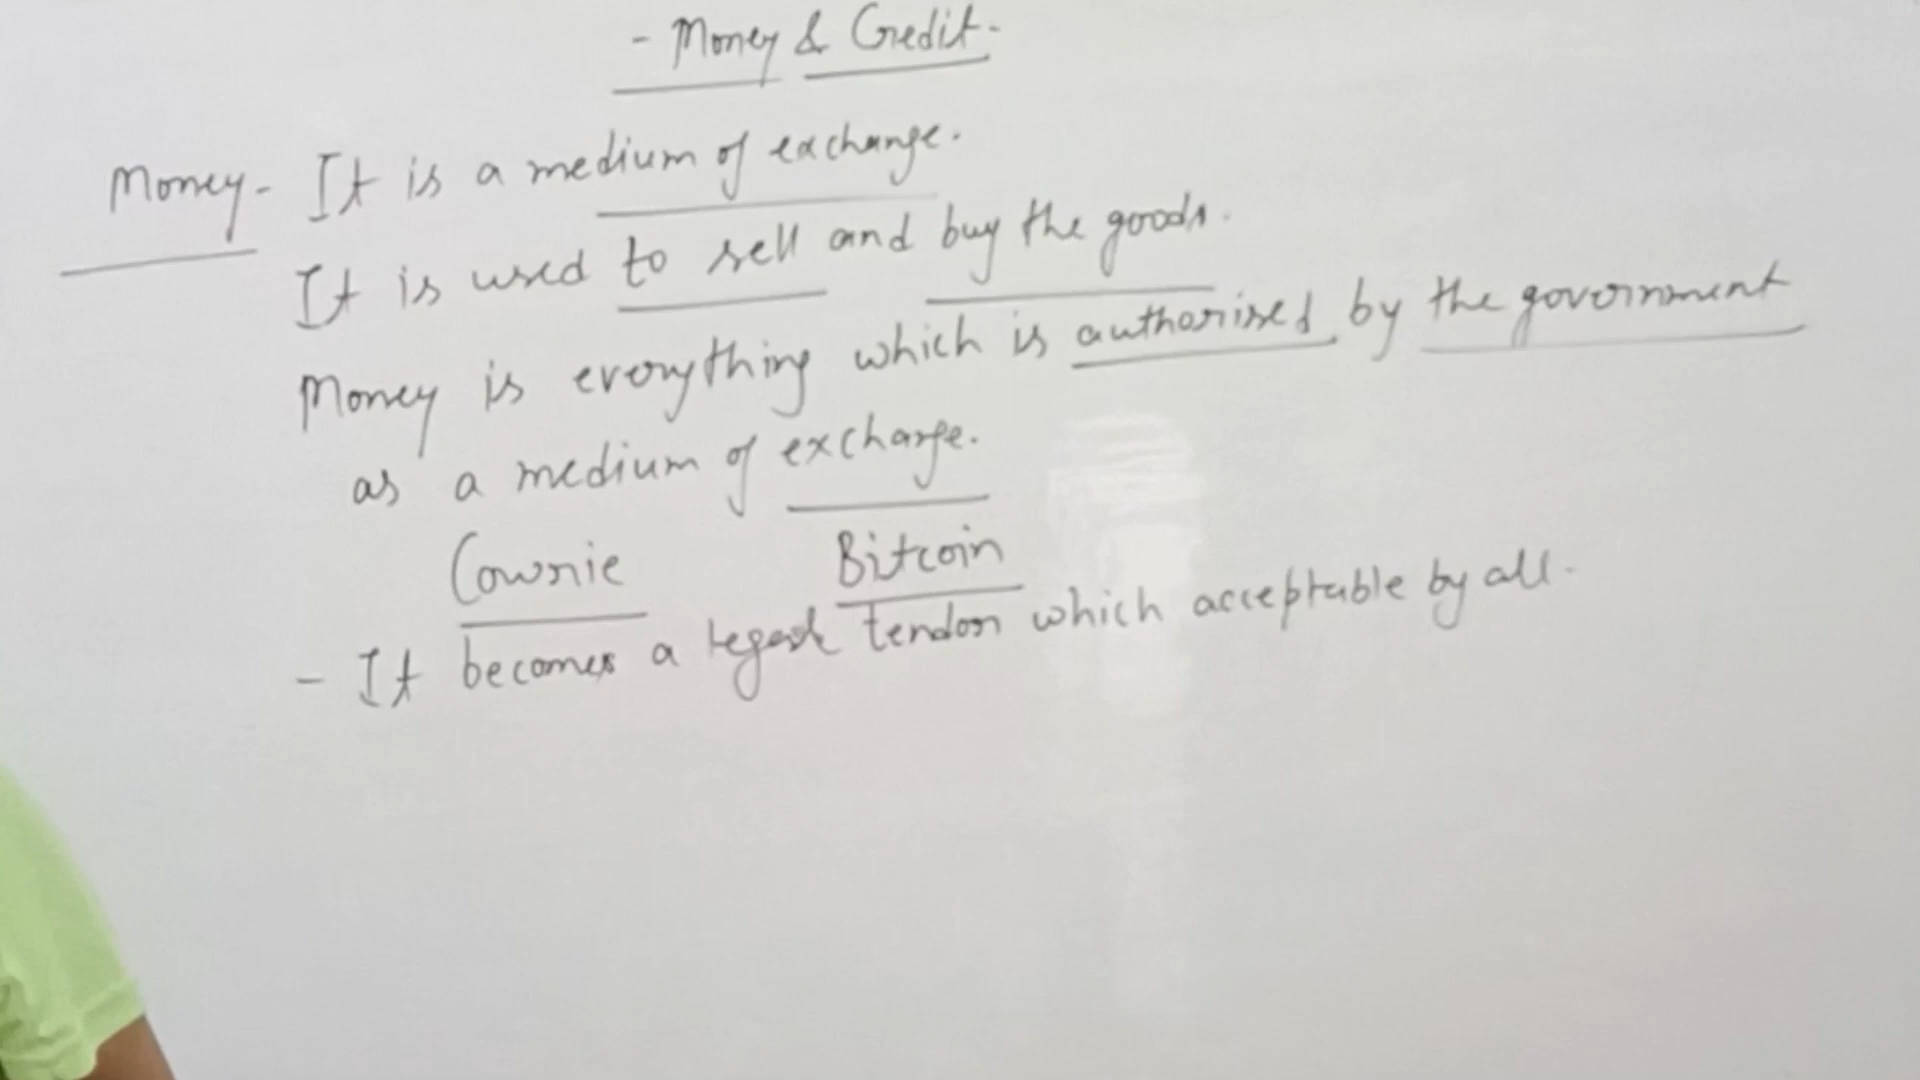 - Money & Credit -
Money - It is a medium of exchange.
It is used to sell and buy the goods.
Money is everything which is authorised by the government
as a medium of exchange.
Cowrie Bitcoin
- It becomes a legal tendor which acceptable by all.